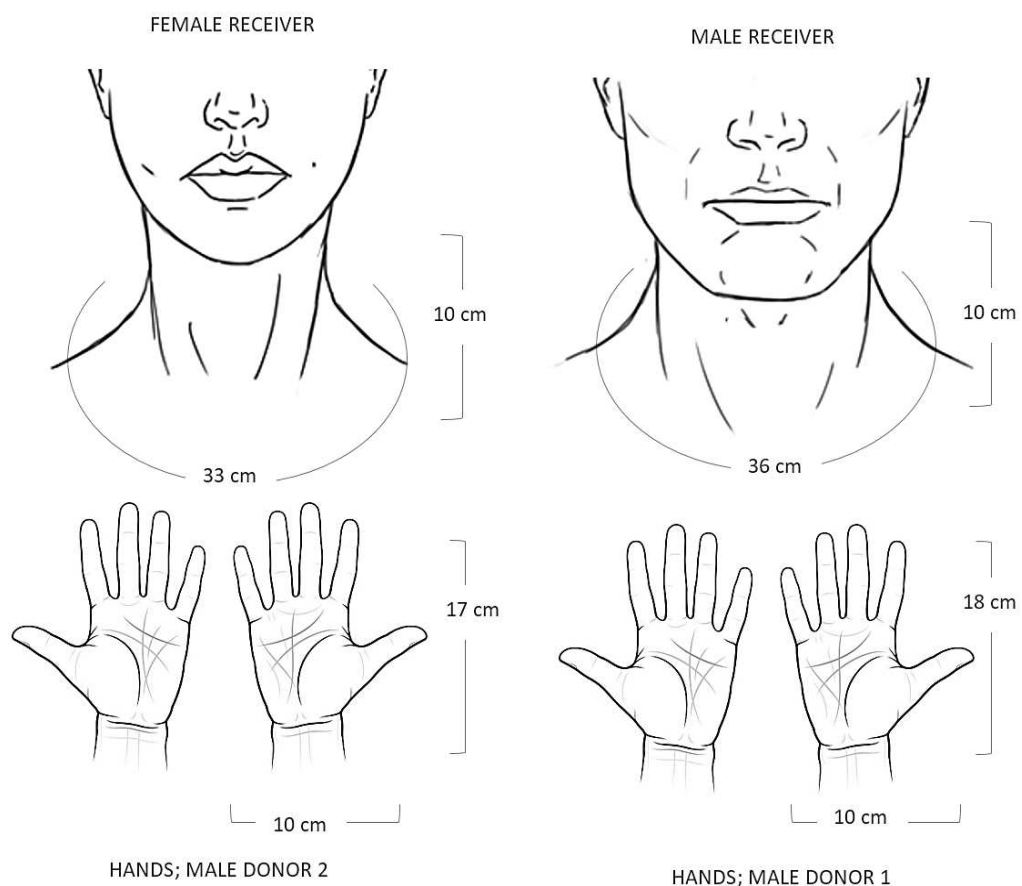 FEMALE RECEIVER
MALE RECEIVER
10 cm
10 cm
33 cm
36 cm
17 cm
18 cm
10 cm
10 cm
HANDS; MALE DONOR 2
HANDS; MALE DONOR 1